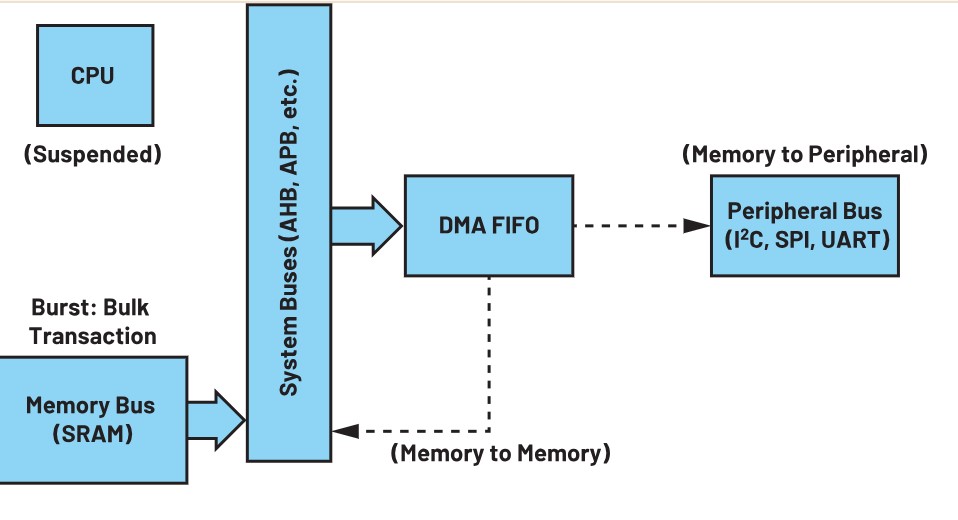 CPU
(Suspended)
System Buses (AHB, APB, etc.)
(Memory to Peripheral)
DMA FIFO
Peripheral Bus
(I²C, SPI, UART)
Burst: Bulk
Transaction
Memory Bus
(SRAM)
(Memory to Memory)